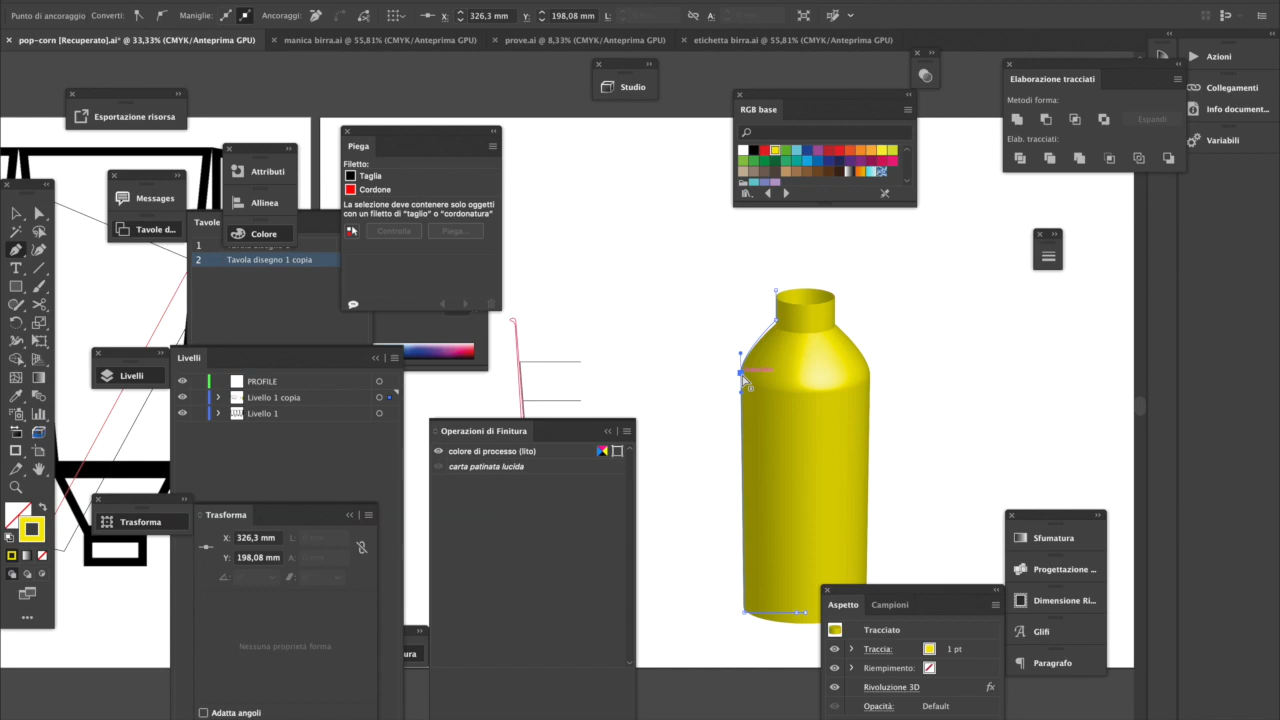 Punto di ancoraggio Converti: Maniglie: Ancoraggi: X: 326,3 mm Y: 198,08 mm L: A:
× pop-corn [Recuperato].ai* @ 33,33% (CMYK/Anteprima GPU) × manica birra.ai @ 55,81% (CMYK/Anteprima GPU) × prove.ai @ 8,33% (CMYK/Anteprima GPU) × etichetta birra.ai @ 55,81% (CMYK/Anteprima GPU)
Azioni
Collegamenti
Info document...
Variabili
Elaborazione tracciati
Metodi forma:
Espandi
Elab. tracciati:
Studio
RGB base
Esportazione risorsa
Piega
Filetto:
Taglia
Cordone
La selezione deve contenere solo oggetti
con un filetto di "taglio" o "cordonatura"
Controlla Piega...
Attributi
Allinea
Colore
Messages
Tavole d...
Tavole
1
2 Tavola disegno 1 copia
Livelli
Livelli
PROFILE
Livello 1 copia
Livello 1
Operazioni di Finitura
colore di processo (lito)
carta patinata lucida
Trasforma
Trasforma
X: 326,3 mm L:
Y: 198,08 mm A:
Nessuna proprietà forma
Adatta angoli
Sfumatura
Progettazione ...
Dimensione Ri...
Glifi
Paragrafo
Aspetto Campioni
Tracciato
Traccia: 1 pt
Riempimento:
Rivoluzione 3D fx
Opacità: Default